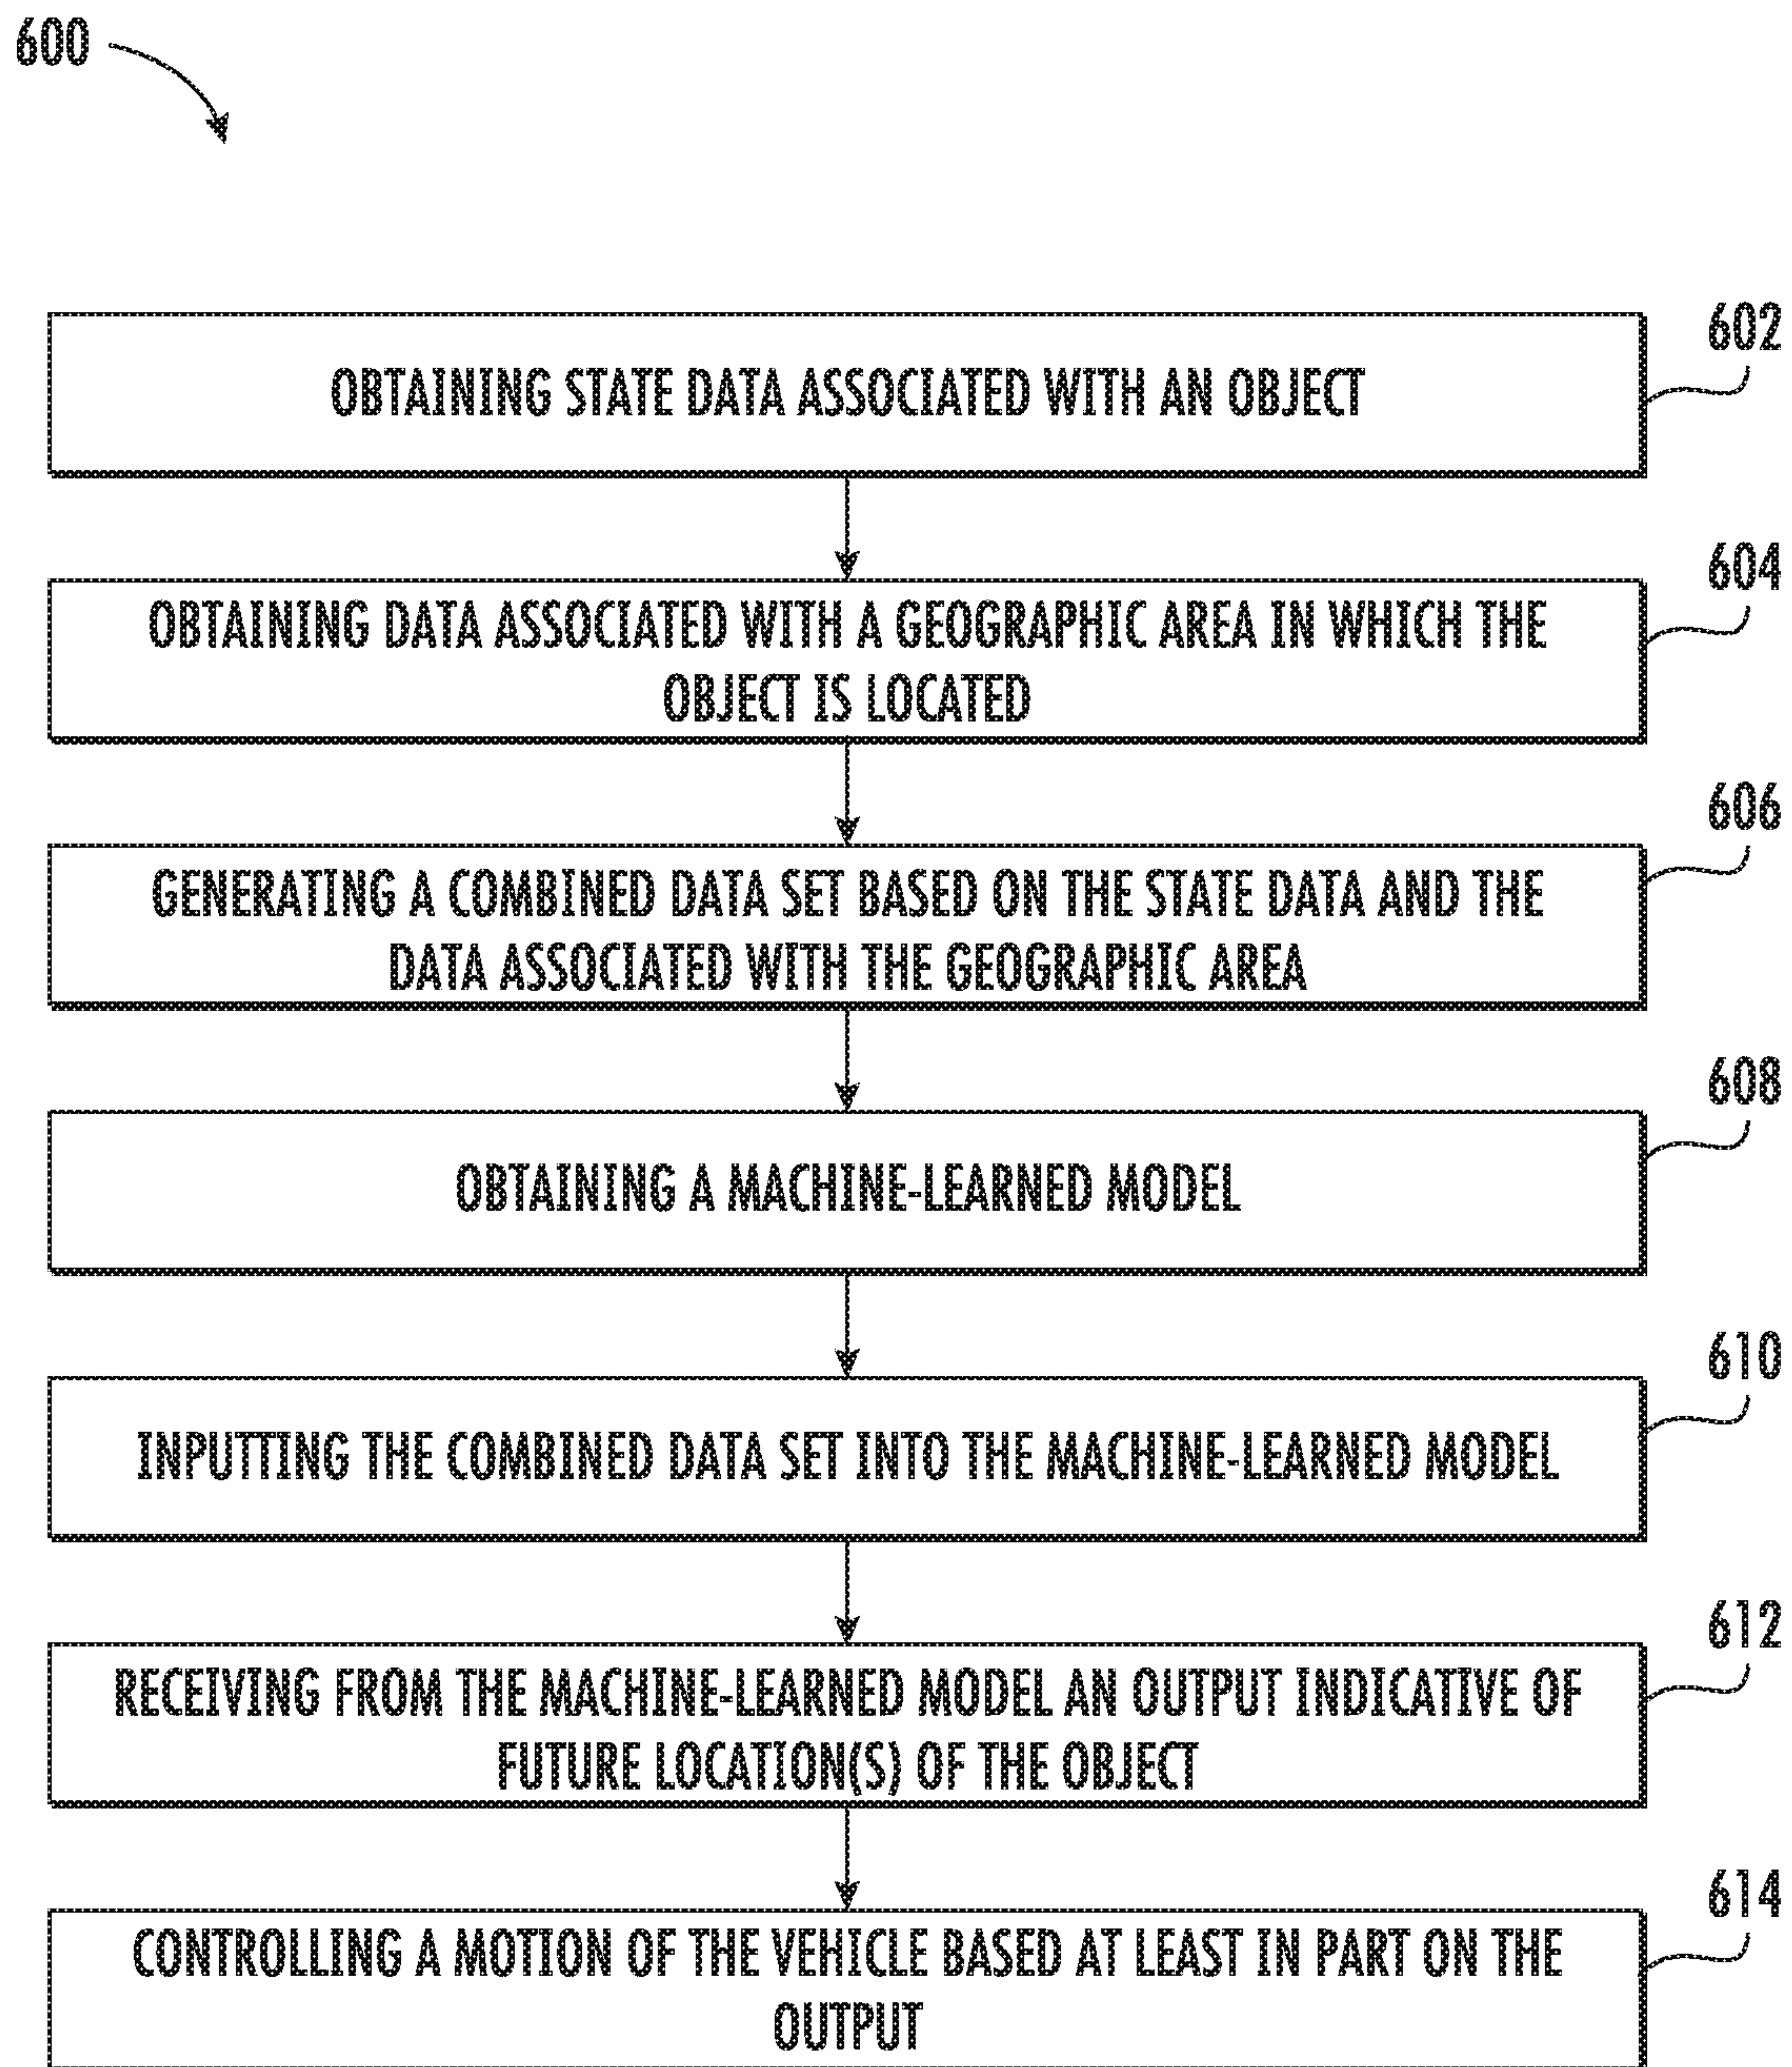 600
602
OBTAINING STATE DATA ASSOCIATED WITH AN OBJECT
604
OBTAINING DATA ASSOCIATED WITH A GEOGRAPHIC AREA IN WHICH THE
OBJECT IS LOCATED
606
GENERATING A COMBINED DATA SET BASED ON THE STATE DATA AND THE
DATA ASSOCIATED WITH THE GEOGRAPHIC AREA
608
OBTAINING A MACHINE-LEARNED MODEL
610
INPUTTING THE COMBINED DATA SET INTO THE MACHINE-LEARNED MODEL
612
RECEIVING FROM THE MACHINE-LEARNED MODEL AN OUTPUT INDICATIVE OF
FUTURE LOCATION(S) OF THE OBJECT
614
CONTROLLING A MOTION OF THE VEHICLE BASED AT LEAST IN PART ON THE
OUTPUT